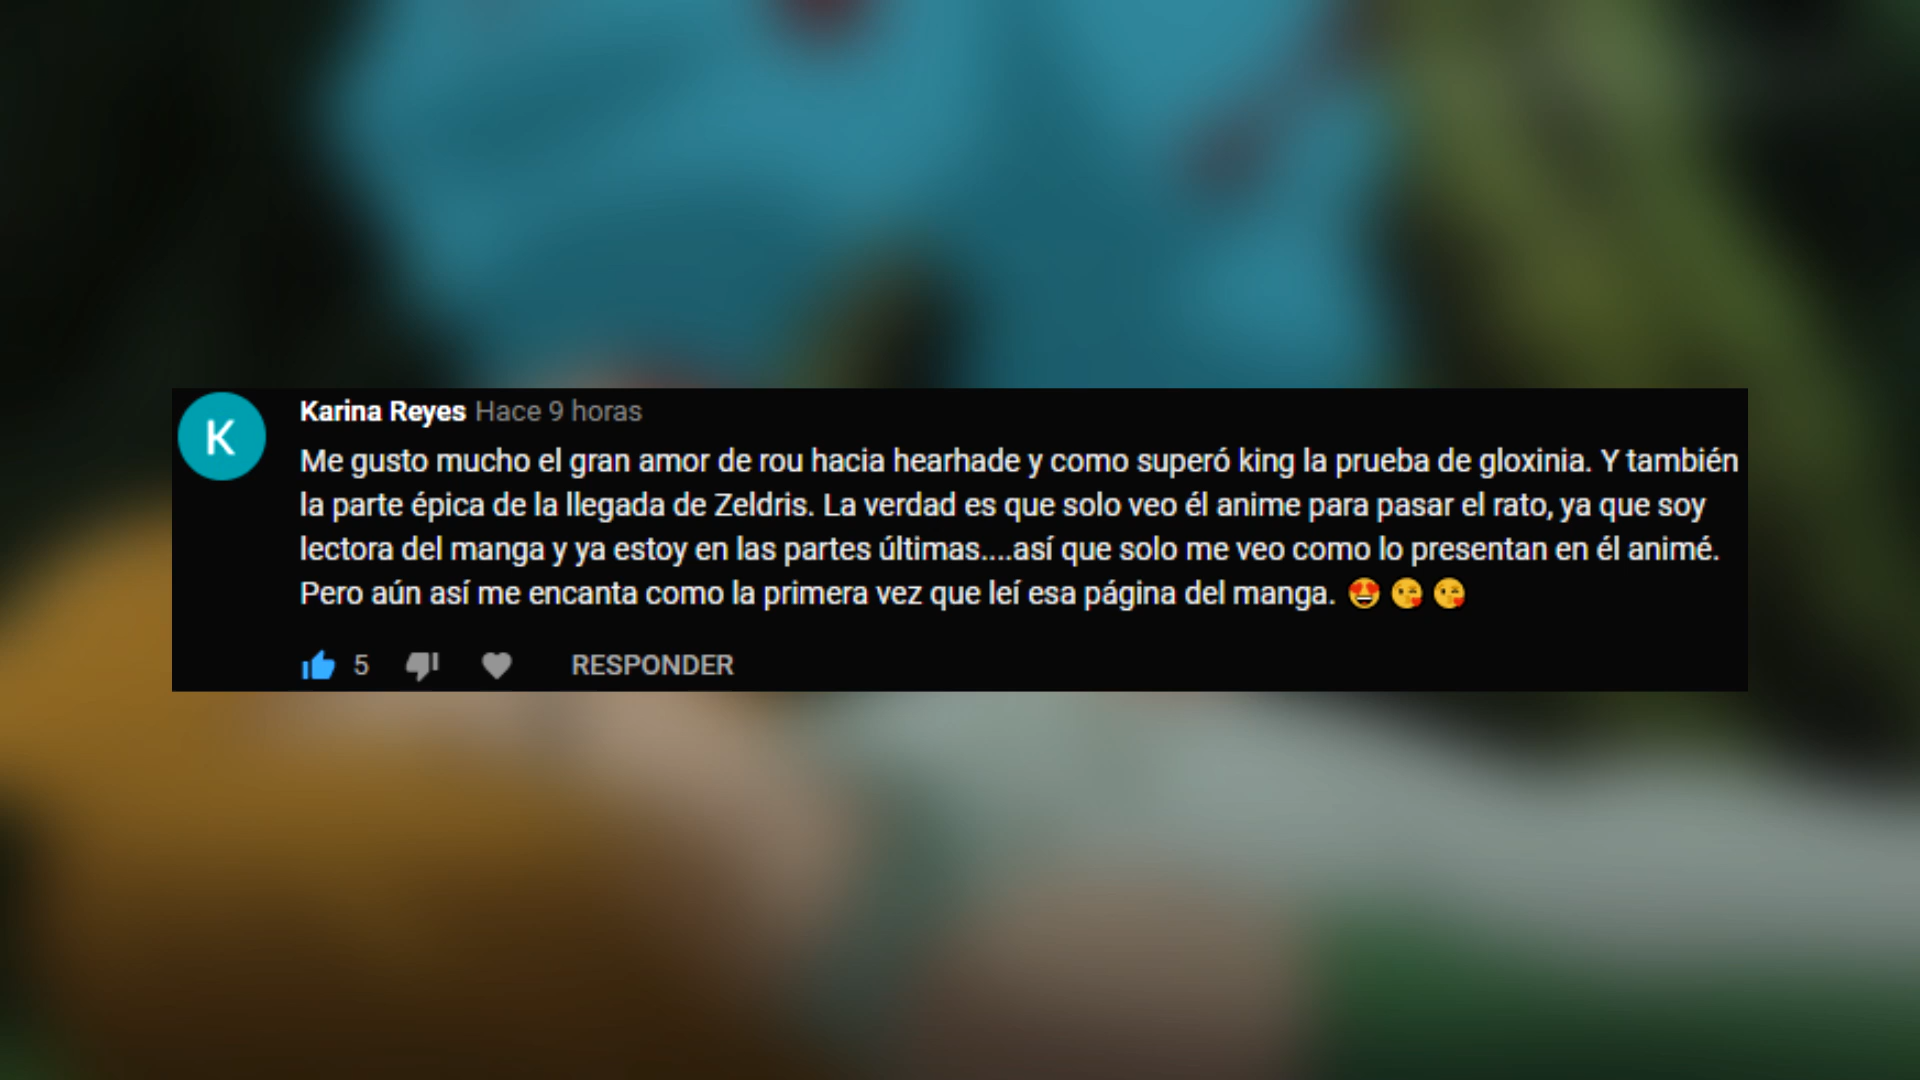 K
Karina Reyes Hace 9 horas
Me gusto mucho el gran amor de rou hacia hearhade y como superó king la prueba de gloxinia. Y también
la parte épica de la llegada de Zeldris. La verdad es que solo veo él anime para pasar el rato, ya que soy
lectora del manga y ya estoy en las partes últimas....así que solo me veo como lo presentan en él animé.
Pero aún así me encanta como la primera vez que leí esa página del manga. 😍 😘 😘
5 RESPONDER